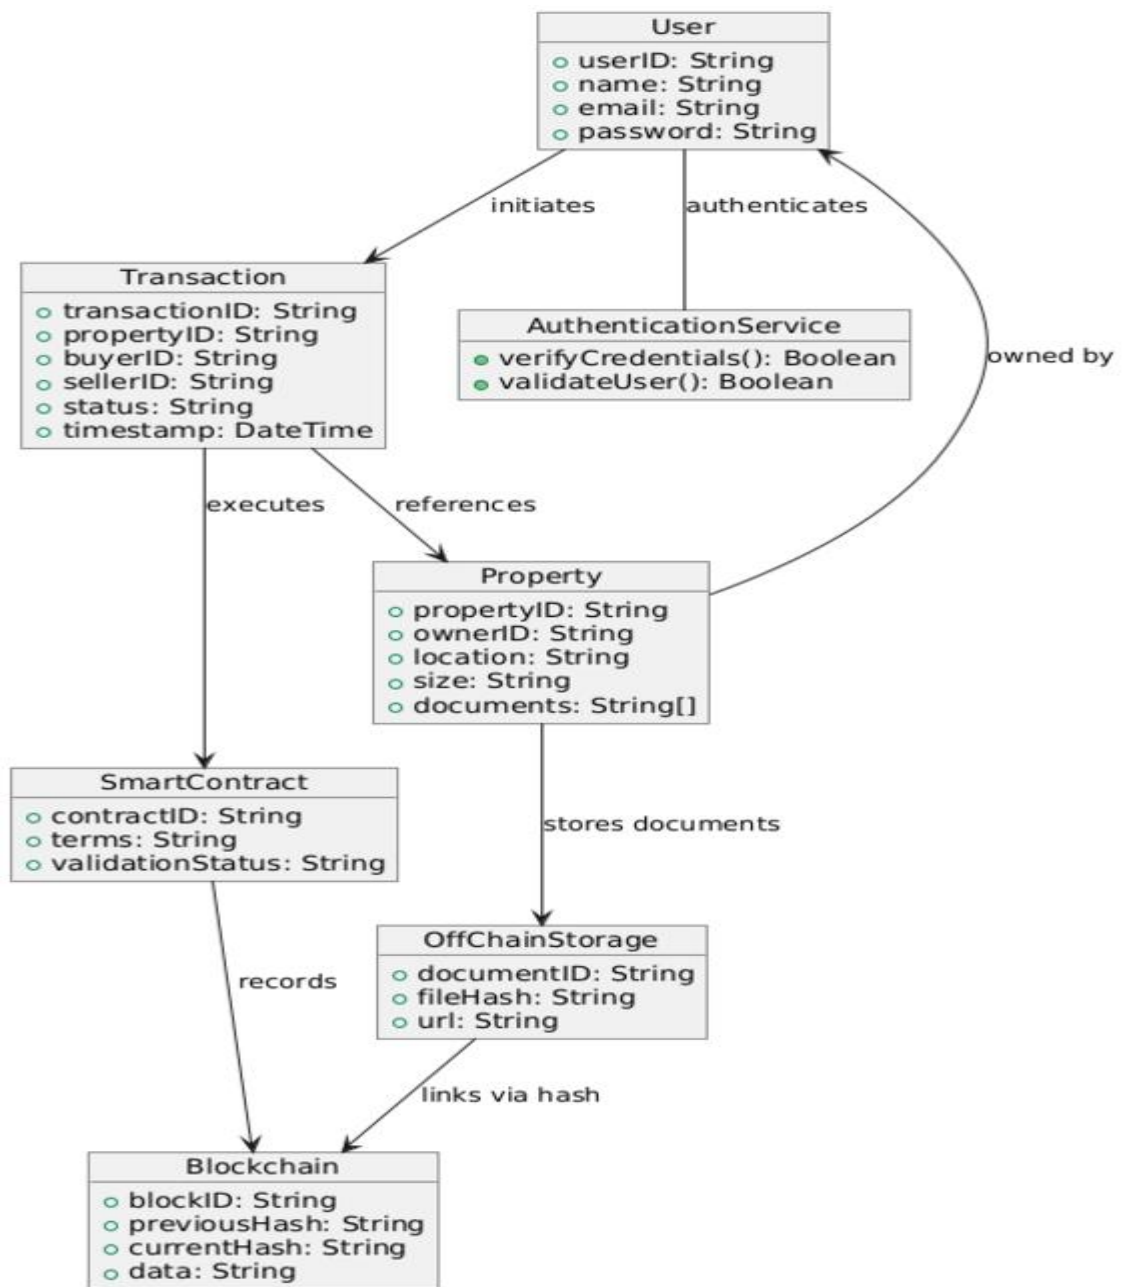 User
userID: String
name: String
email: String
password: String
initiates
authenticates
Transaction
transactionID: String
propertyID: String
buyerID: String
sellerID: String
status: String
timestamp: DateTime
AuthenticationService
verifyCredentials(): Boolean
validateUser(): Boolean
owned by
executes
references
Property
propertyID: String
ownerID: String
location: String
size: String
documents: String[]
SmartContract
contractID: String
terms: String
validationStatus: String
stores documents
OffChainStorage
documentID: String
fileHash: String
url: String
records
links via hash
Blockchain
blockID: String
previousHash: String
currentHash: String
data: String